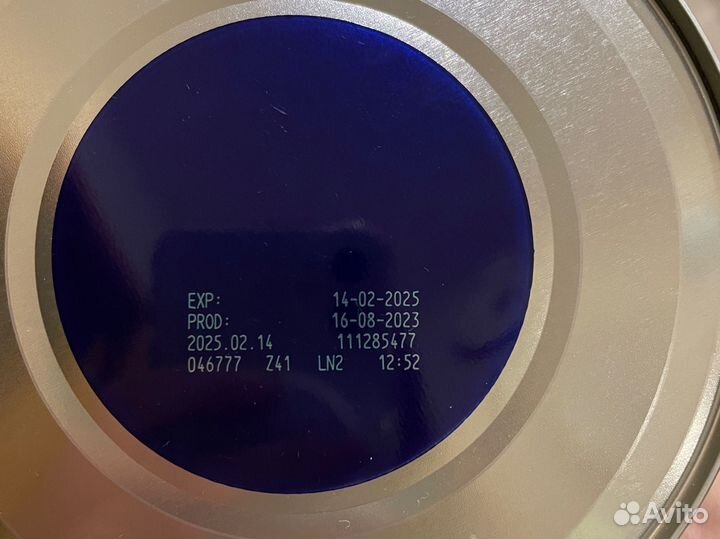 EXP: 14-02-2025
PROD: 16-08-2023
2025.02.14 111285477
046777 Z41 LN2 12:52
Avito